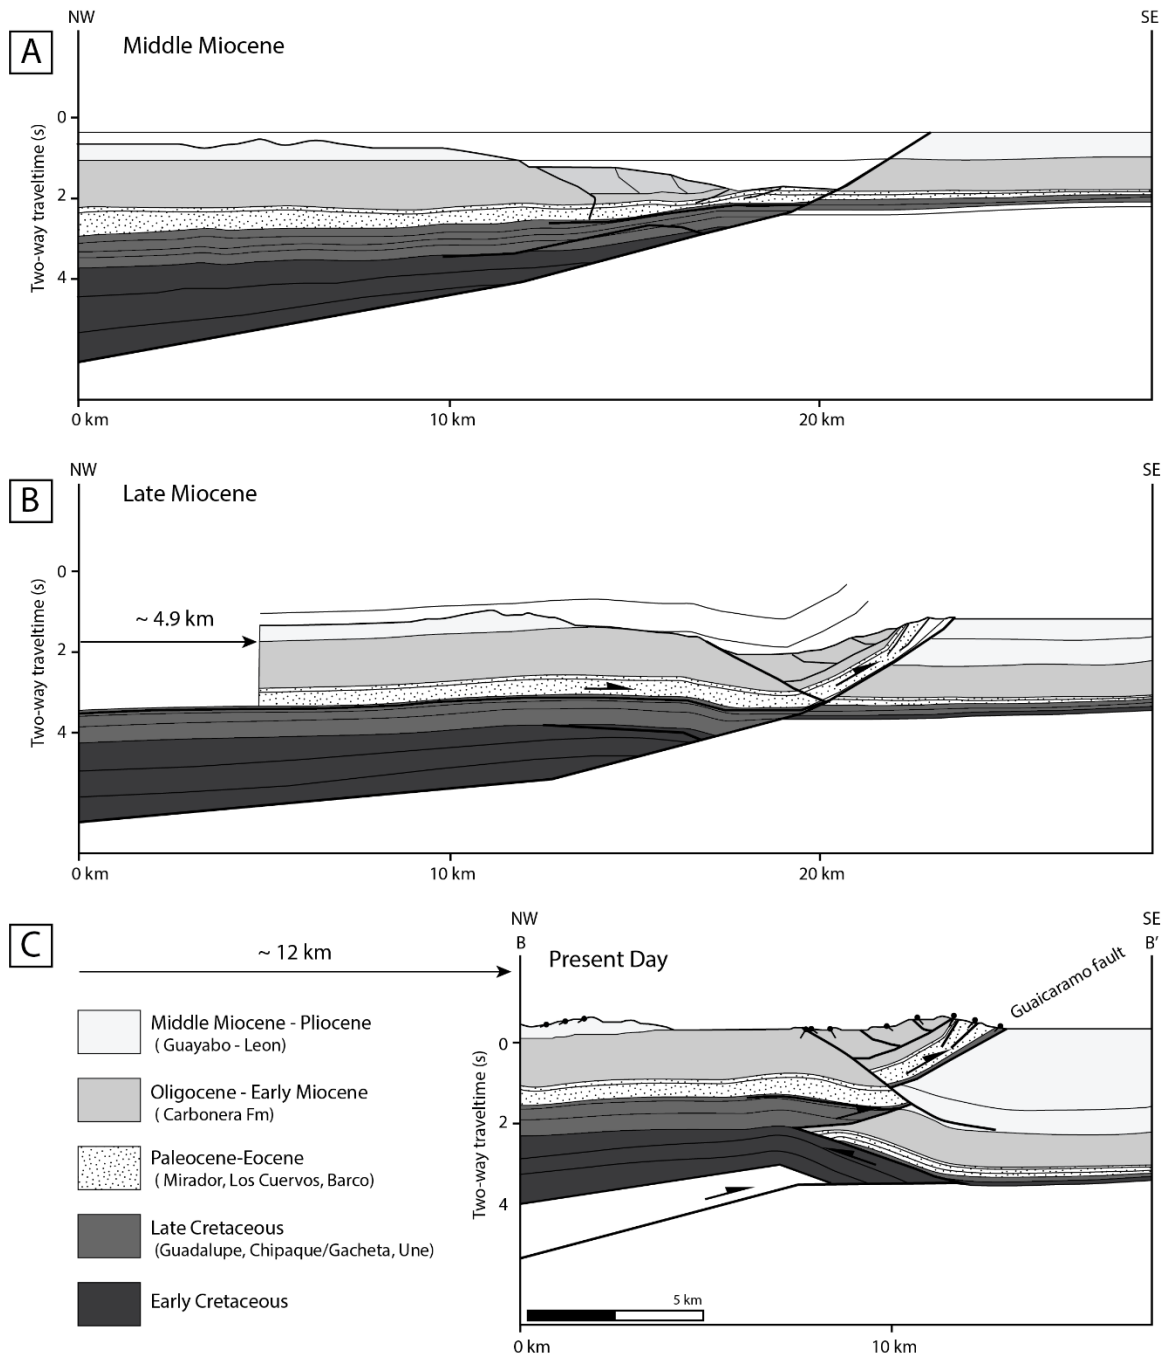 NW
SE
A
Middle Miocene
Two-way traveltime (s)
0
2
4
0 km
10 km
20 km
NW
SE
B
Late Miocene
Two-way traveltime (s)
0
~ 4.9 km
2
4
0 km
10 km
20 km
C
NW
B
SE
B'
~ 12 km
Present Day
Guaicaramo fault
Two-way traveltime (s)
0
2
4
5 km
0 km
10 km
Middle Miocene - Pliocene
( Guayabo - Leon)
Oligocene - Early Miocene
( Carbonera Fm)
Paleocene-Eocene
( Mirador, Los Cuervos, Barco)
Late Cretaceous
(Guadalupe, Chipaque/Gacheta, Une)
Early Cretaceous